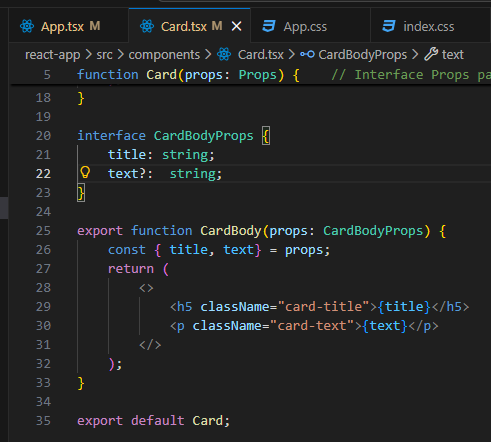 App.tsx M Card.tsx M App.css index.css
react-app > src > components > Card.tsx > CardBodyProps > text
5 function Card(props: Props) { // Interface Props pa
18 }
19
20 interface CardBodyProps {
21 title: string;
22 text?: string;
23 }
24
25 export function CardBody(props: CardBodyProps) {
26 const { title, text} = props;
27 return (
28 <>
29 <h5 className="card-title">{title}</h5>
30 <p className="card-text">{text}</p>
31 </>
32 );
33 }
34
35 export default Card;